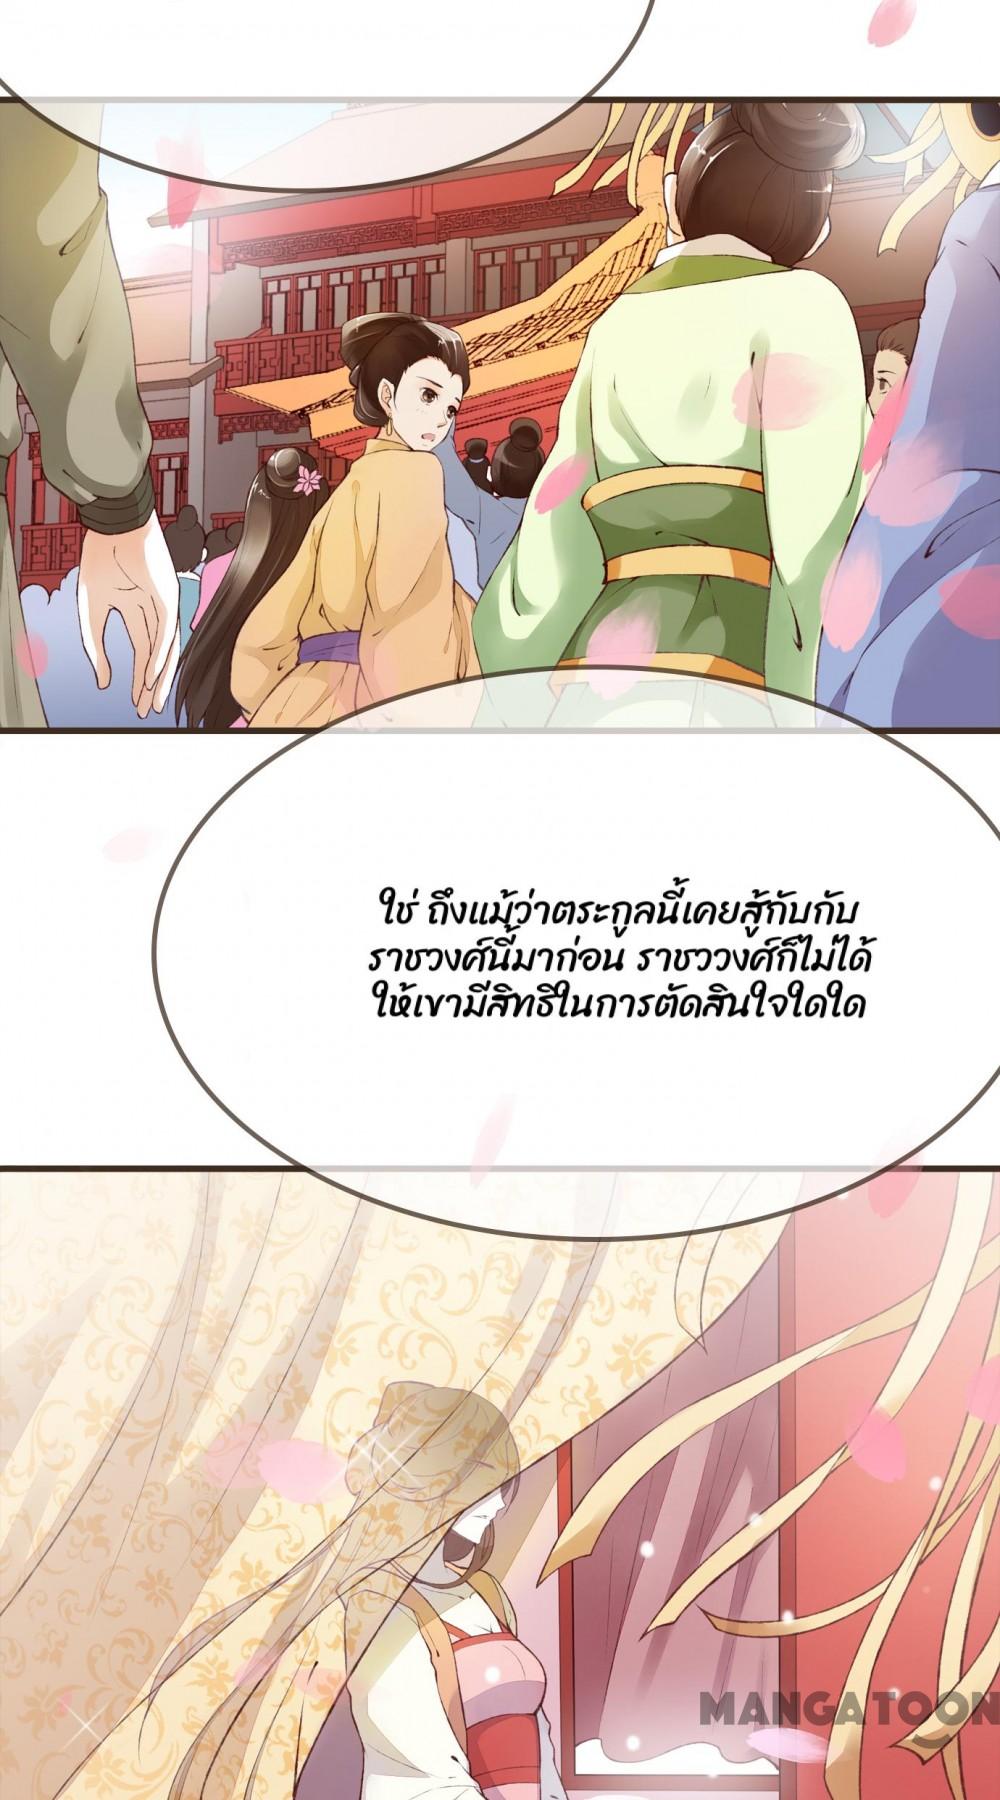 ใช่ ถึงแม้ว่าตระกูลนี้เคยสู้กับกับ
ราชวงศ์นี้มาก่อน ราชววงศ์ก็ไม่ได้
ให้เขามีสิทธิในการตัดสินใจใดใด
MANGATOON